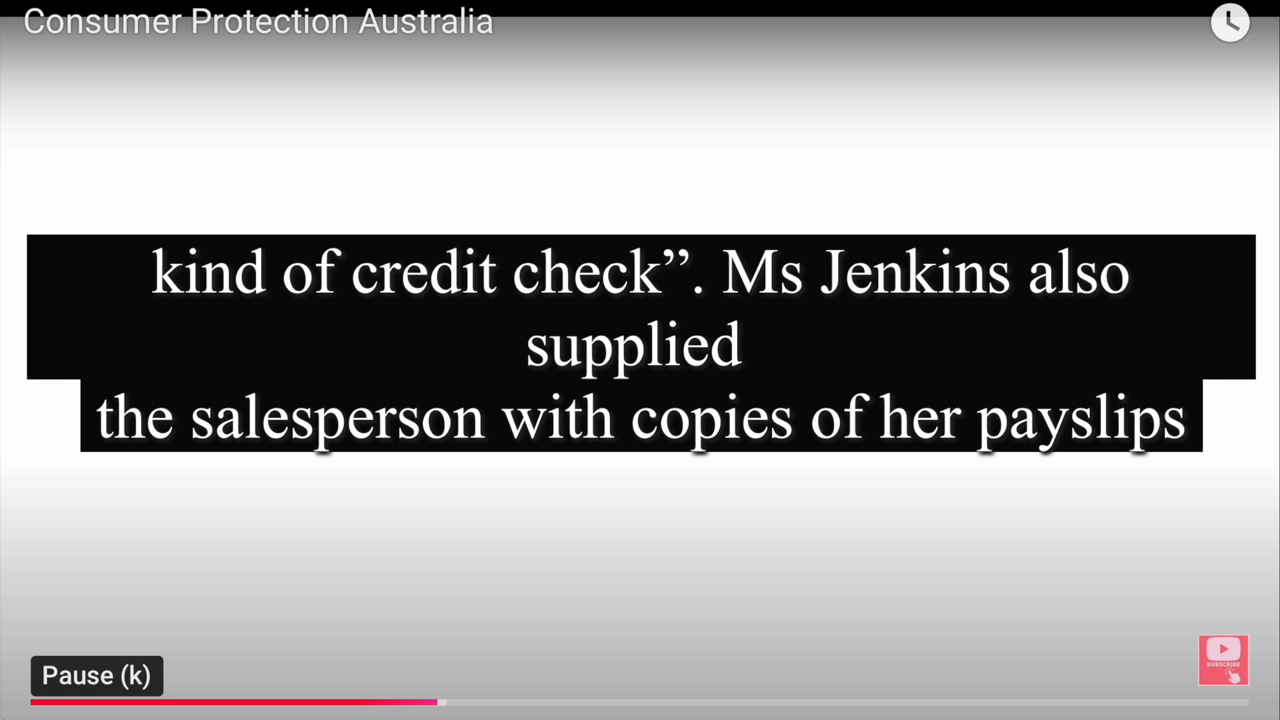 Consumer Protection Australia
kind of credit check”. Ms Jenkins also
supplied
the salesperson with copies of her payslips
SUBSCRIBE
Pause (k)